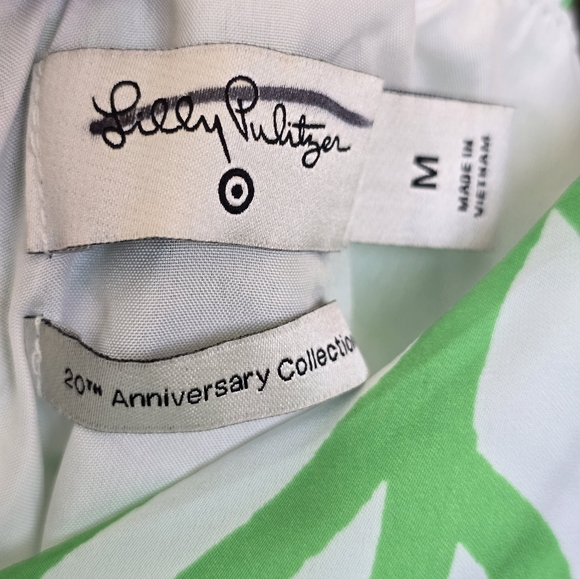 Lilly Pulitzer
M
MADE IN
VIETNAM
20TH Anniversary Collection